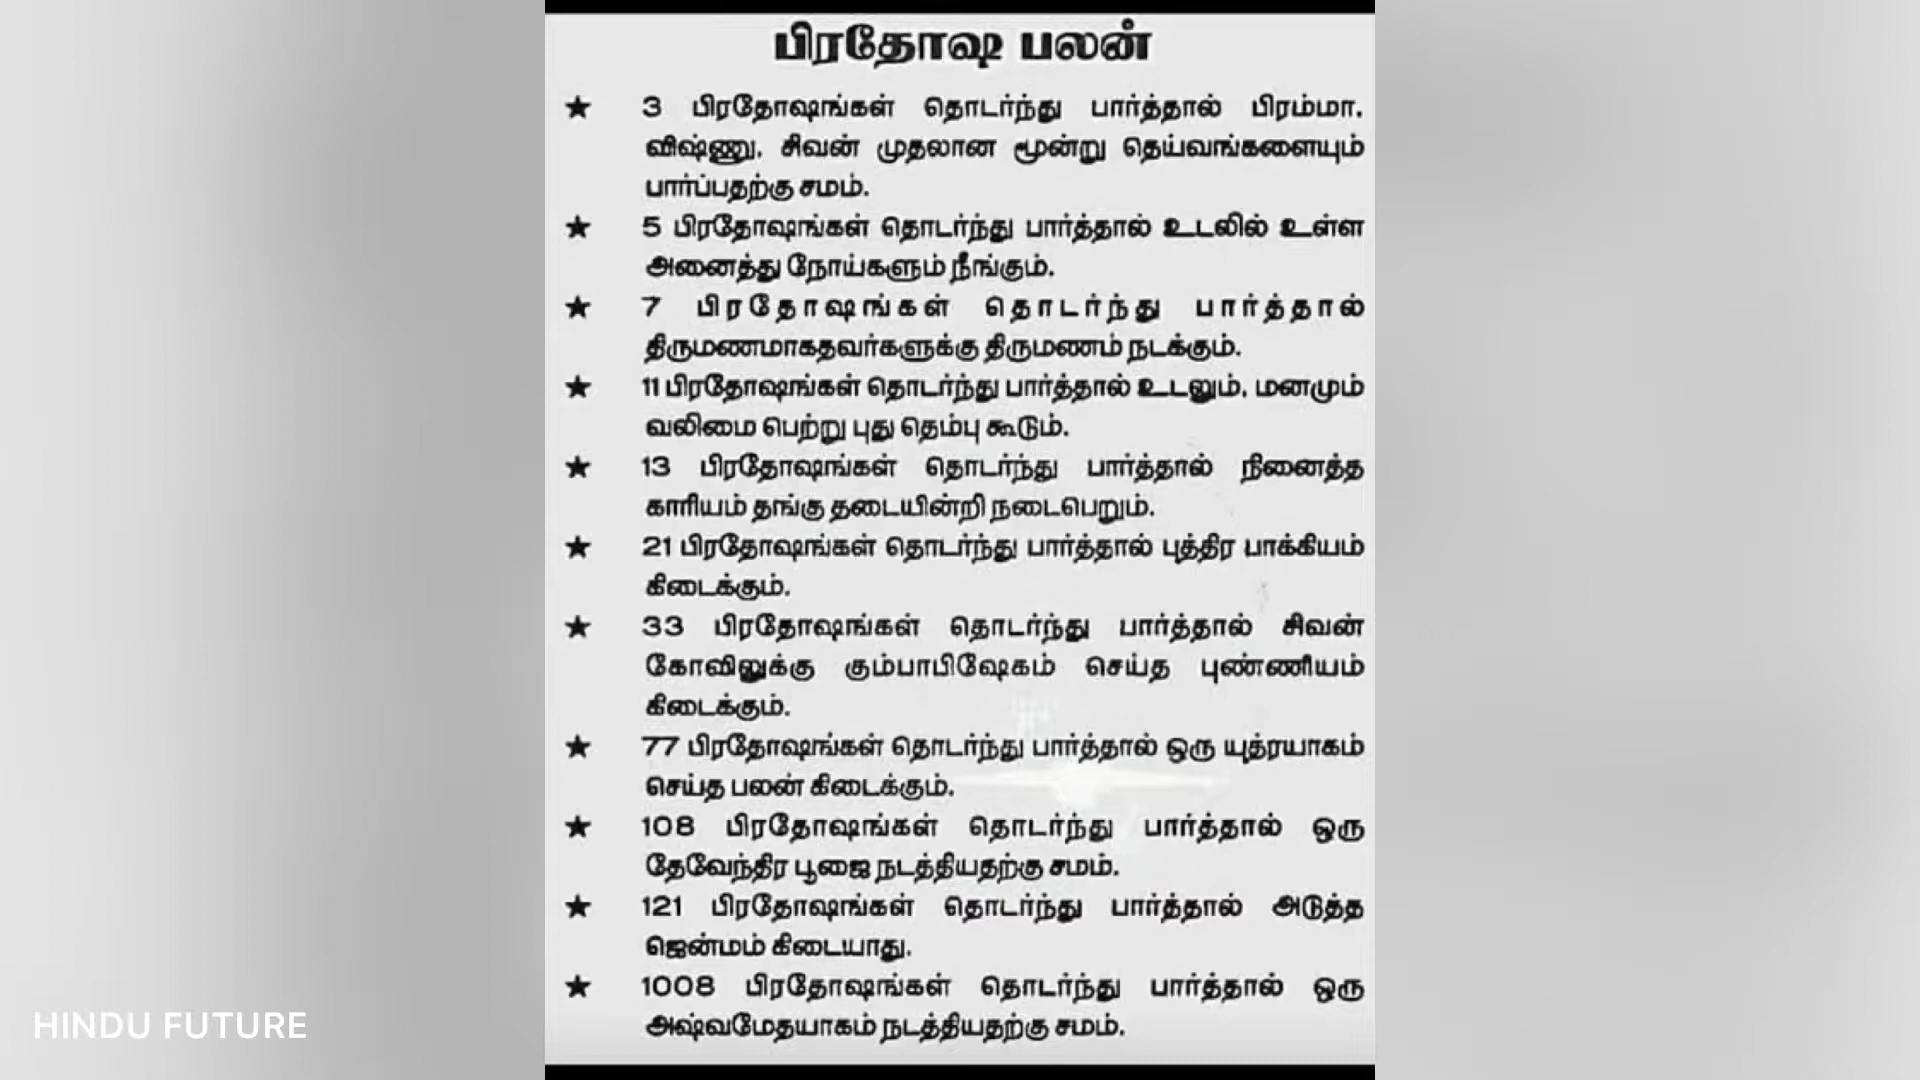 பிரதோஷ பலன்
★ 3 பிரதோஷங்கள் தொடர்ந்து பார்த்தால் பிரம்மா,
விஷ்ணு, சிவன் முதலான மூன்று தெய்வங்களையும்
பார்ப்பதற்கு சமம்.
★ 5 பிரதோஷங்கள் தொடர்ந்து பார்த்தால் உடலில் உள்ள
அனைத்து நோய்களும் நீங்கும்.
★ 7 பிரதோஷங்கள் தொடர்ந்து பார்த்தால்
திருமணமாகதவர்களுக்கு திருமணம் நடக்கும்.
★ 11 பிரதோஷங்கள் தொடர்ந்து பார்த்தால் உடலும், மனமும்
வலிமை பெற்று புது தெம்பு கூடும்.
★ 13 பிரதோஷங்கள் தொடர்ந்து பார்த்தால் நினைத்த
காரியம் தங்கு தடையின்றி நடைபெறும்.
★ 21 பிரதோஷங்கள் தொடர்ந்து பார்த்தால் புத்திர பாக்கியம்
கிடைக்கும்.
★ 33 பிரதோஷங்கள் தொடர்ந்து பார்த்தால் சிவன்
கோவிலுக்கு கும்பாபிஷேகம் செய்த புண்ணியம்
கிடைக்கும்.
★ 77 பிரதோஷங்கள் தொடர்ந்து பார்த்தால் ஒரு யுத்ரயாகம்
செய்த பலன் கிடைக்கும்.
★ 108 பிரதோஷங்கள் தொடர்ந்து பார்த்தால் ஒரு
தேவேந்திர பூஜை நடத்தியதற்கு சமம்.
★ 121 பிரதோஷங்கள் தொடர்ந்து பார்த்தால் அடுத்த
ஜென்மம் கிடையாது.
★ 1008 பிரதோஷங்கள் தொடர்ந்து பார்த்தால் ஒரு
அஷ்வமேதயாகம் நடத்தியதற்கு சமம்.
HINDU FUTURE